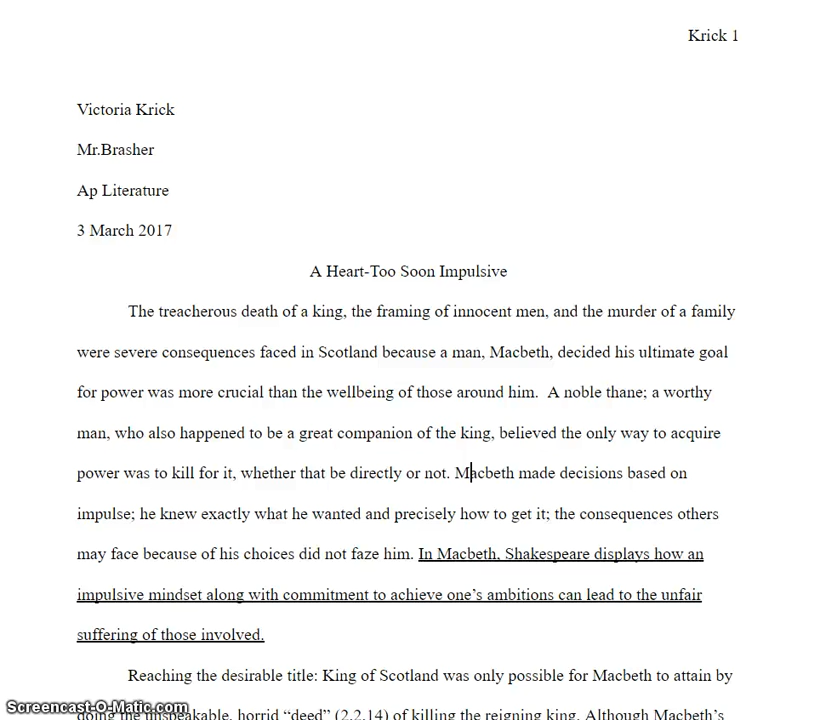 Krick 1
Victoria Krick
Mr.Brasher
Ap Literature
3 March 2017
A Heart-Too Soon Impulsive
The treacherous death of a king, the framing of innocent men, and the murder of a family
were severe consequences faced in Scotland because a man, Macbeth, decided his ultimate goal
for power was more crucial than the wellbeing of those around him.  A noble thane; a worthy
man, who also happened to be a great companion of the king, believed the only way to acquire
power was to kill for it, whether that be directly or not. Macbeth made decisions based on
impulse; he knew exactly what he wanted and precisely how to get it; the consequences others
may face because of his choices did not faze him. In Macbeth, Shakespeare displays how an
impulsive mindset along with commitment to achieve one’s ambitions can lead to the unfair
suffering of those involved.
Reaching the desirable title: King of Scotland was only possible for Macbeth to attain by
doing the unspeakable, horrid “deed” (2.2.14) of killing the reigning king. Although Macbeth’s
Screencast-O-Matic.com